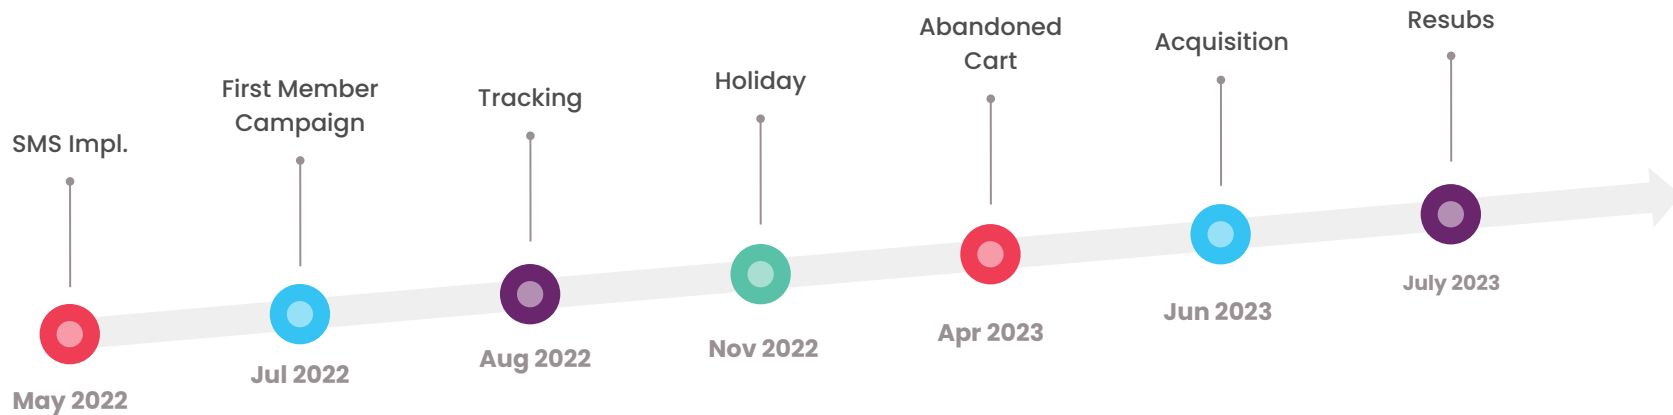 SMS Impl.
May 2022
First Member
Campaign
Jul 2022
Tracking
Aug 2022
Holiday
Nov 2022
Abandoned
Cart
Apr 2023
Acquisition
Jun 2023
Resubs
July 2023